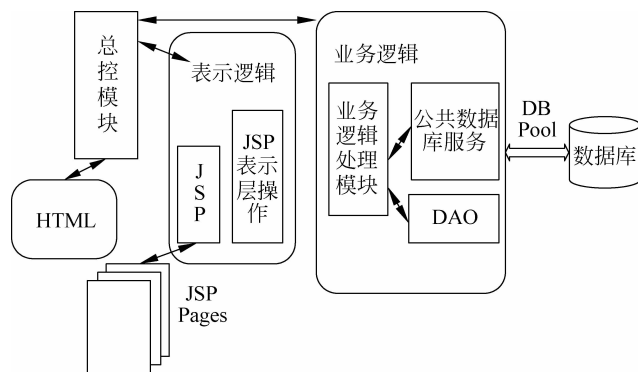 总
控
模
块
表示逻辑
JSP
表示
层操
作
J
S
P
HTML
JSP
Pages
业务逻辑
业务
逻辑
处理
模块
公共数据
库服务
DAO
DB
Pool
数据库